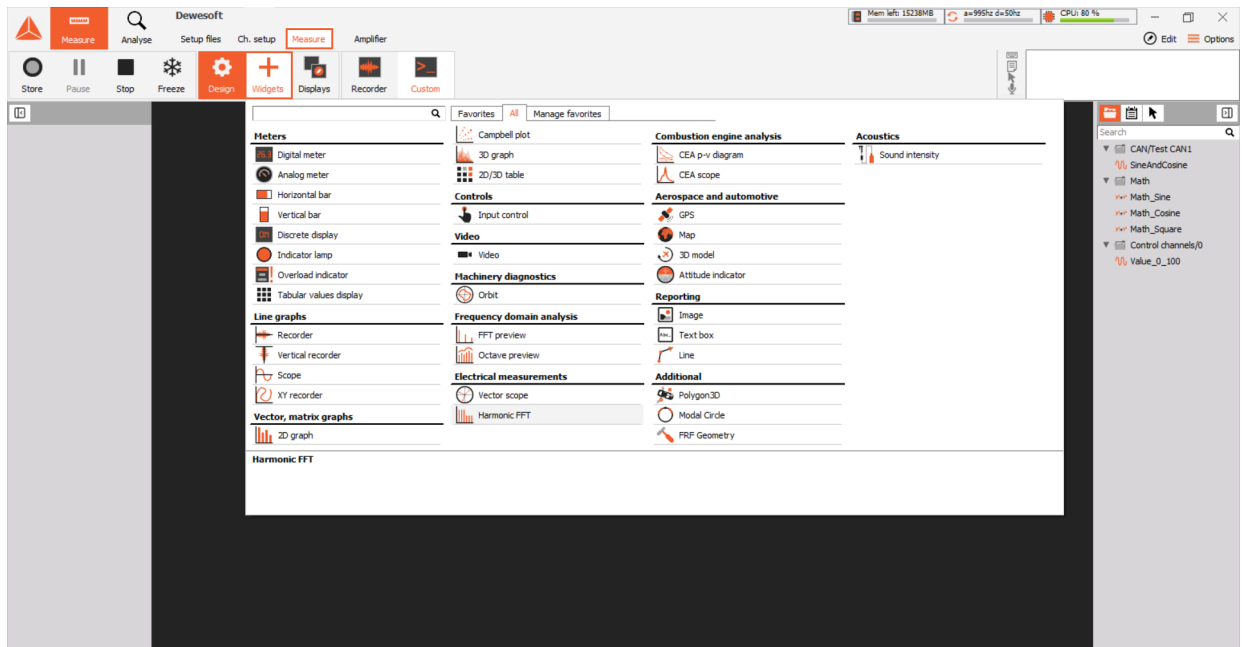 Dewesoft
Mem left: 15238MB
a=995hz d=50hz
CPU: 80 %
Measure
Analyse
Setup files
Ch. setup
Measure
Amplifier
Edit
Options
Store
Pause
Stop
Freeze
Design
Widgets
Displays
Recorder
Custom
Favorites
All
Manage favorites
Meters
Digital meter
Analog meter
Horizontal bar
Vertical bar
Discrete display
Indicator lamp
Overload indicator
Tabular values display
Line graphs
Recorder
Vertical recorder
Scope
XY recorder
Vector, matrix graphs
2D graph
Campbell plot
3D graph
2D/3D table
Controls
Input control
Video
Video
Machinery diagnostics
Orbit
Frequency domain analysis
FFT preview
Octave preview
Electrical measurements
Vector scope
Harmonic FFT
Combustion engine analysis
CEA p-v diagram
CEA scope
Aerospace and automotive
GPS
Map
3D model
Attitude indicator
Reporting
Image
Text box
Line
Additional
Polygon3D
Modal Circle
FRF Geometry
Acoustics
Sound intensity
Harmonic FFT
Search
CAN/Test CAN1
SineAndCosine
Math
Math_Sine
Math_Cosine
Math_Square
Control channels/0
Value_0_100